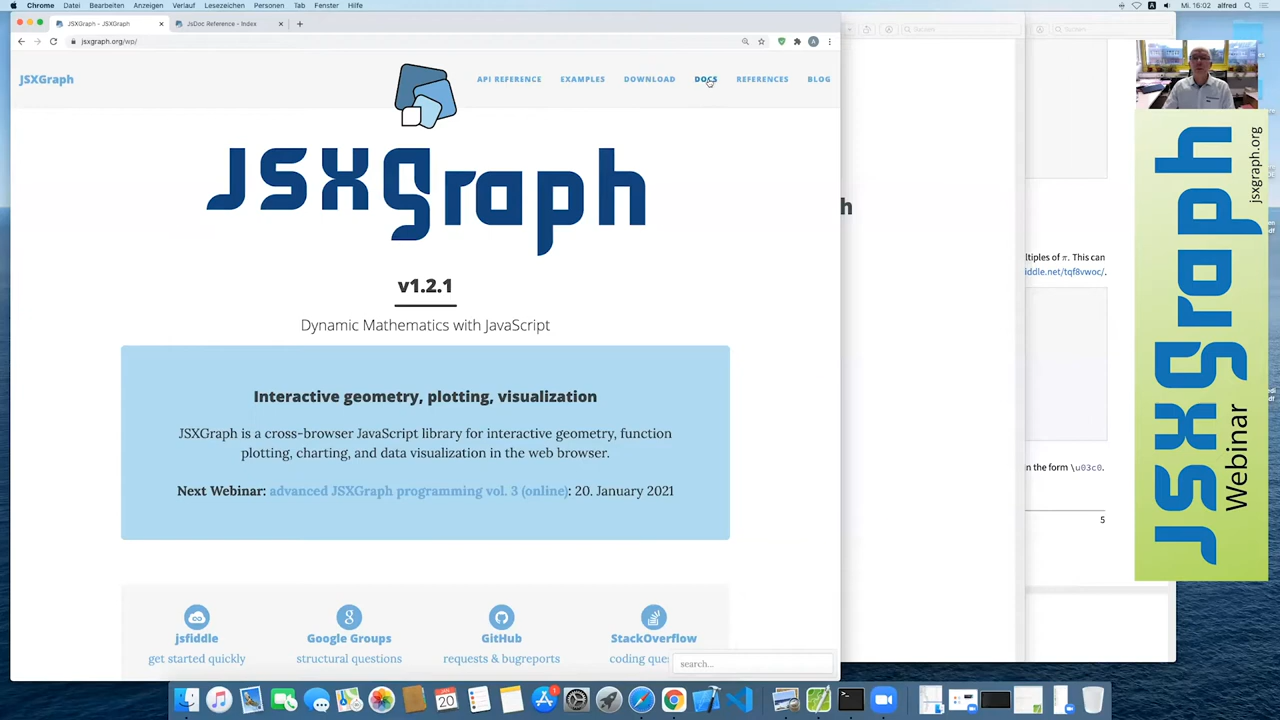 Chrome Datei Bearbeiten Anzeigen Verlauf Lesezeichen Personen Tab Fenster Hilfe
Mi. 16:02 alfred
JSXGraph – JSXGraph
JsDoc Reference - Index
jsxgraph.org/wp/
JSXGraph
API REFERENCE
EXAMPLES
DOWNLOAD
DOCS
REFERENCES
BLOG
JSXgraph
v1.2.1
Dynamic Mathematics with JavaScript
Interactive geometry, plotting, visualization
JSXGraph is a cross-browser JavaScript library for interactive geometry, function
plotting, charting, and data visualization in the web browser.
Next Webinar: advanced JSXGraph programming vol. 3 (online): 20. January 2021
jsfiddle
get started quickly
Google Groups
structural questions
GitHub
requests & bugreports
StackOverflow
coding que
search...
h
ltiples of π. This can
iddle.net/tqf8vwoc/.
in the form \u03c0.
5
JSXgraph
Webinar
jsxgraph.org
JAN
20